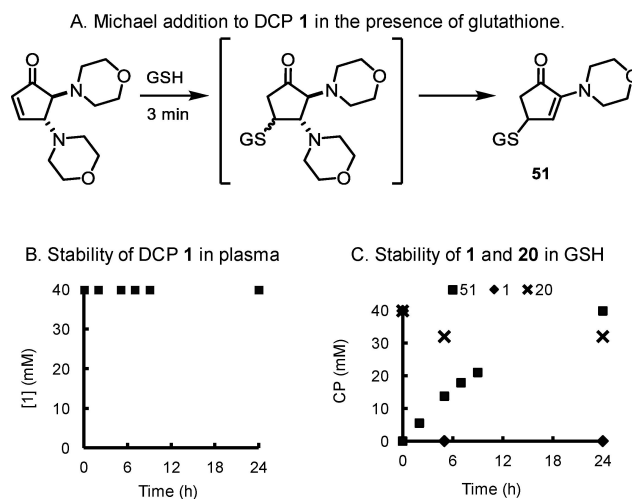 A. Michael addition to DCP 1 in the presence of glutathione.
O
N
O
N
O
GSH
3 min
O
N
O
N
GS
O
O
N
O
GS
51
B. Stability of DCP 1 in plasma
40
30
20
10
0
[1] (mM)
0 6 12 18 24
Time (h)
C. Stability of 1 and 20 in GSH
51 1 20
40
30
20
10
0
CP (mM)
0 6 12 18 24
Time (h)